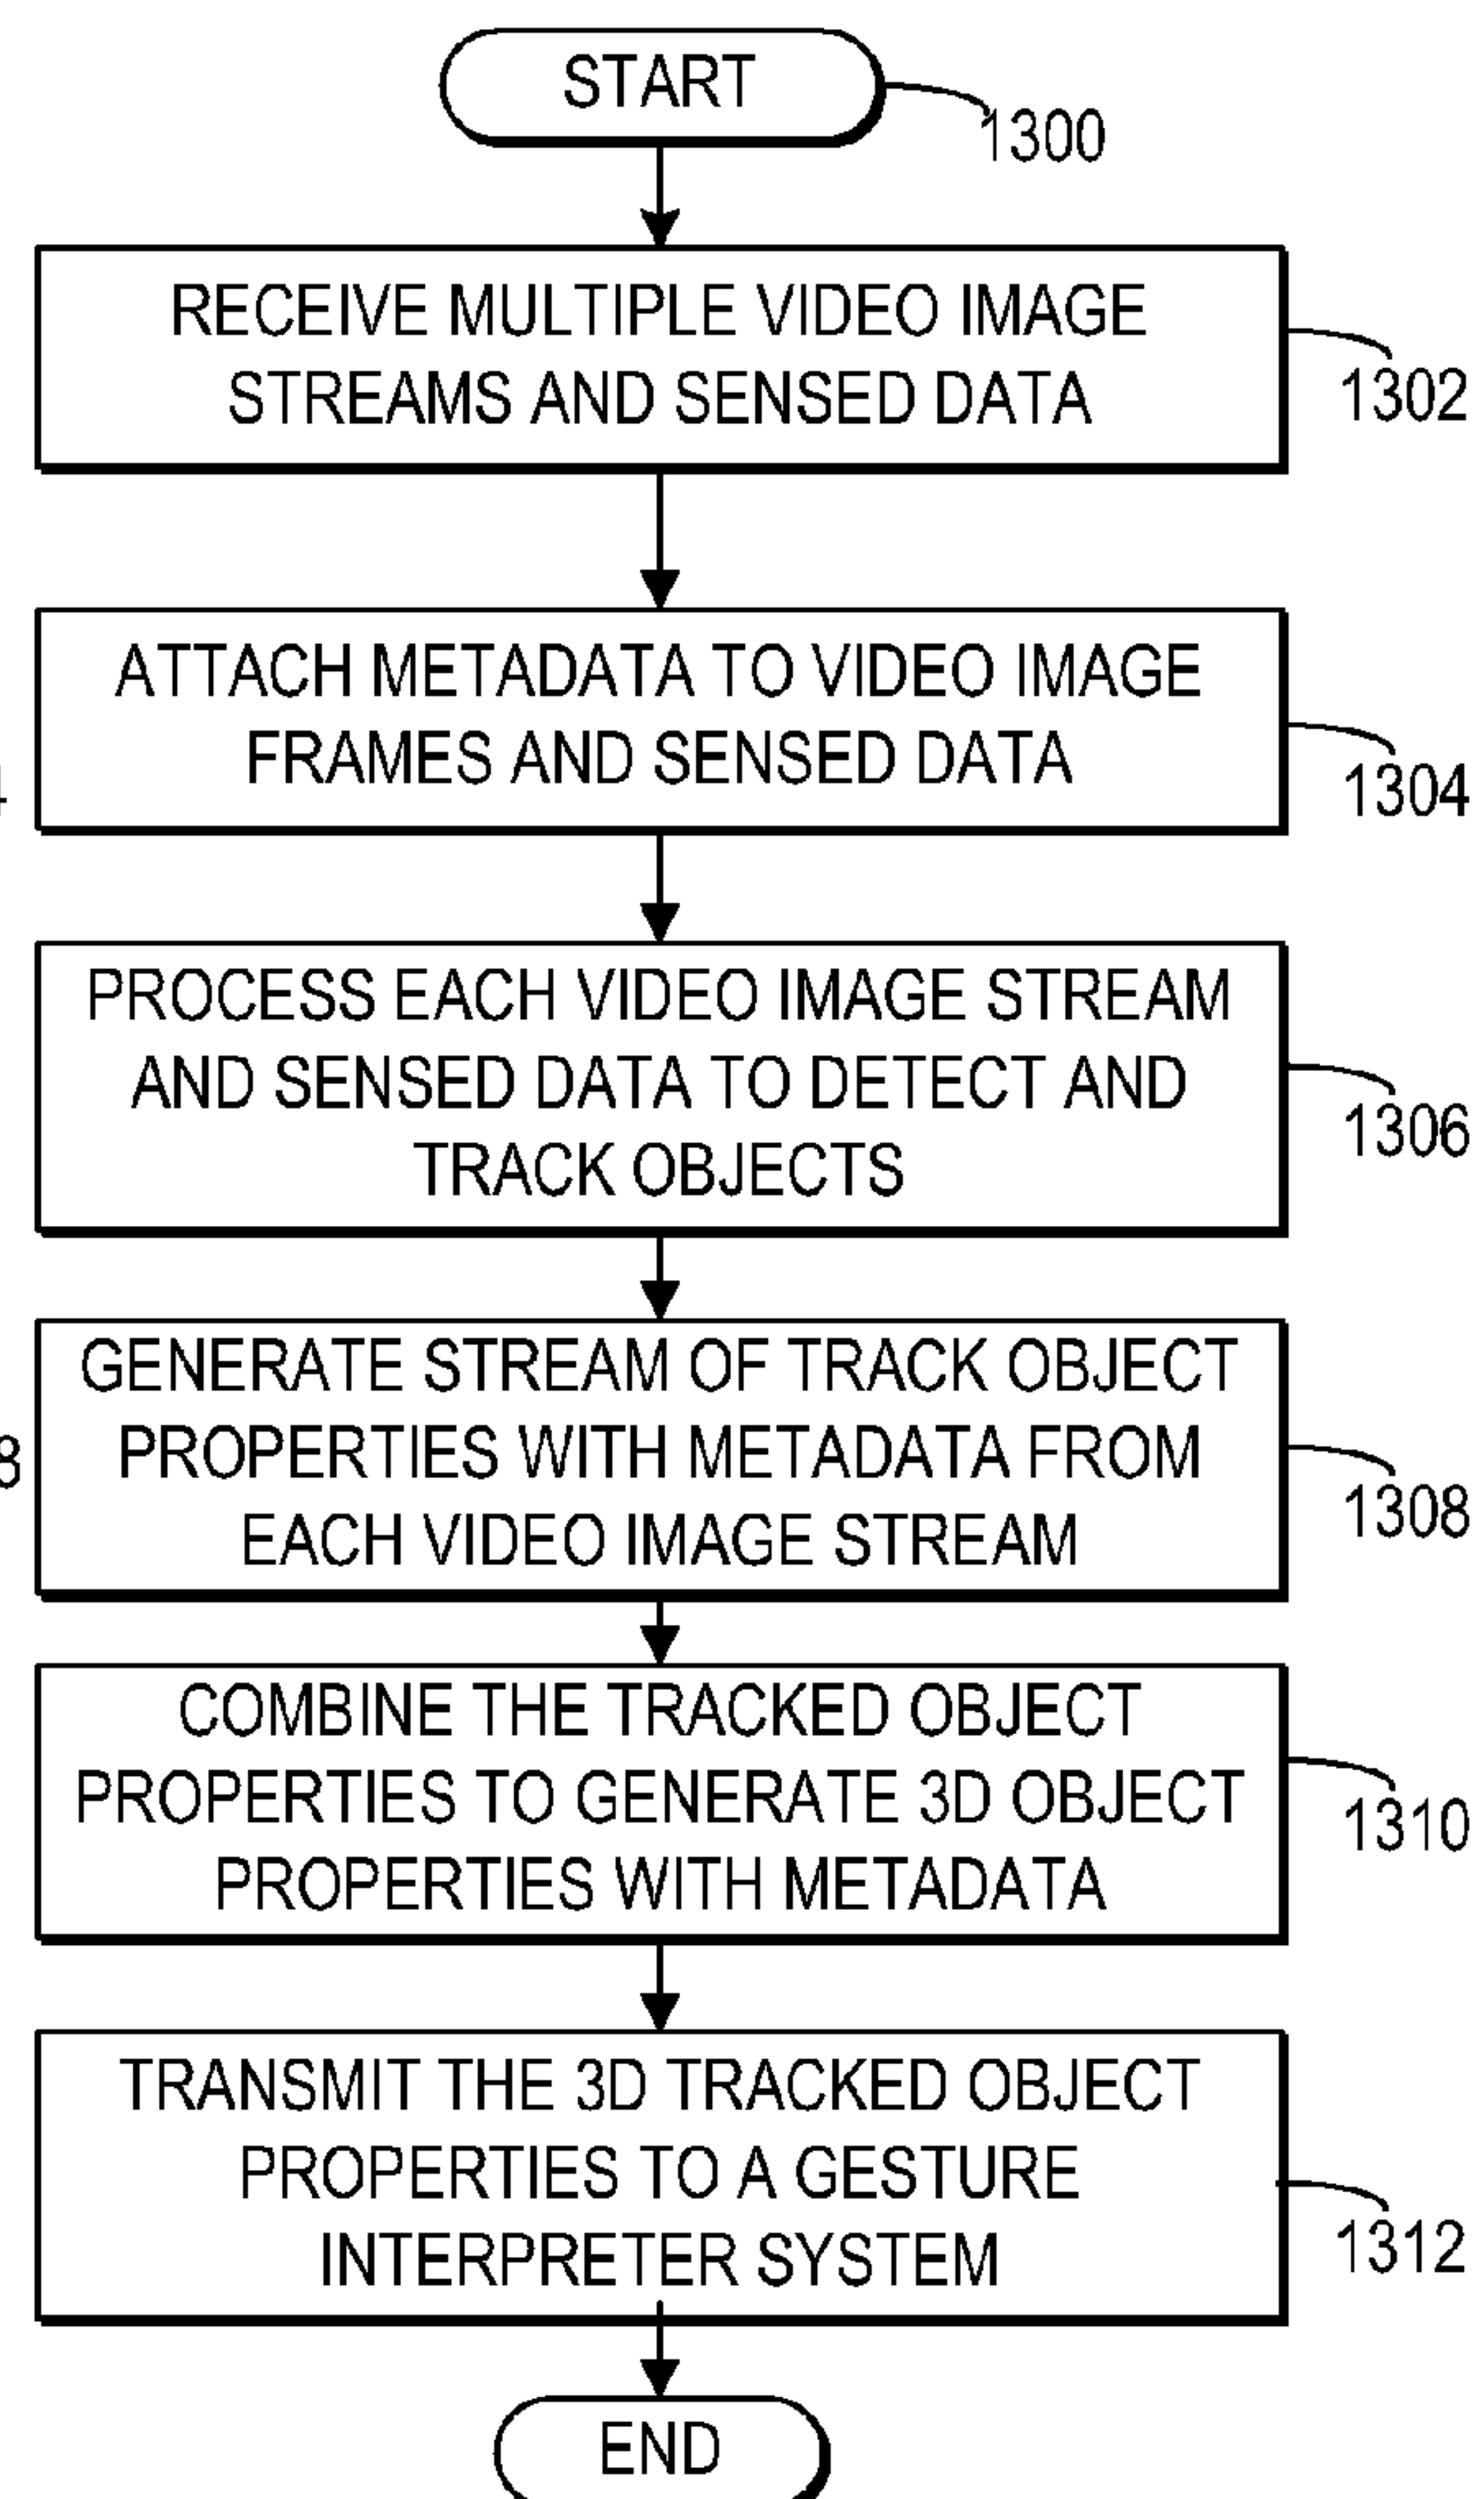 START
1300
RECEIVE MULTIPLE VIDEO IMAGE
STREAMS AND SENSED DATA
1302
ATTACH METADATA TO VIDEO IMAGE
FRAMES AND SENSED DATA
1304
PROCESS EACH VIDEO IMAGE STREAM
AND SENSED DATA TO DETECT AND
TRACK OBJECTS
1306
GENERATE STREAM OF TRACK OBJECT
PROPERTIES WITH METADATA FROM
EACH VIDEO IMAGE STREAM
1308
COMBINE THE TRACKED OBJECT
PROPERTIES TO GENERATE 3D OBJECT
PROPERTIES WITH METADATA
1310
TRANSMIT THE 3D TRACKED OBJECT
PROPERTIES TO A GESTURE
INTERPRETER SYSTEM
1312
END